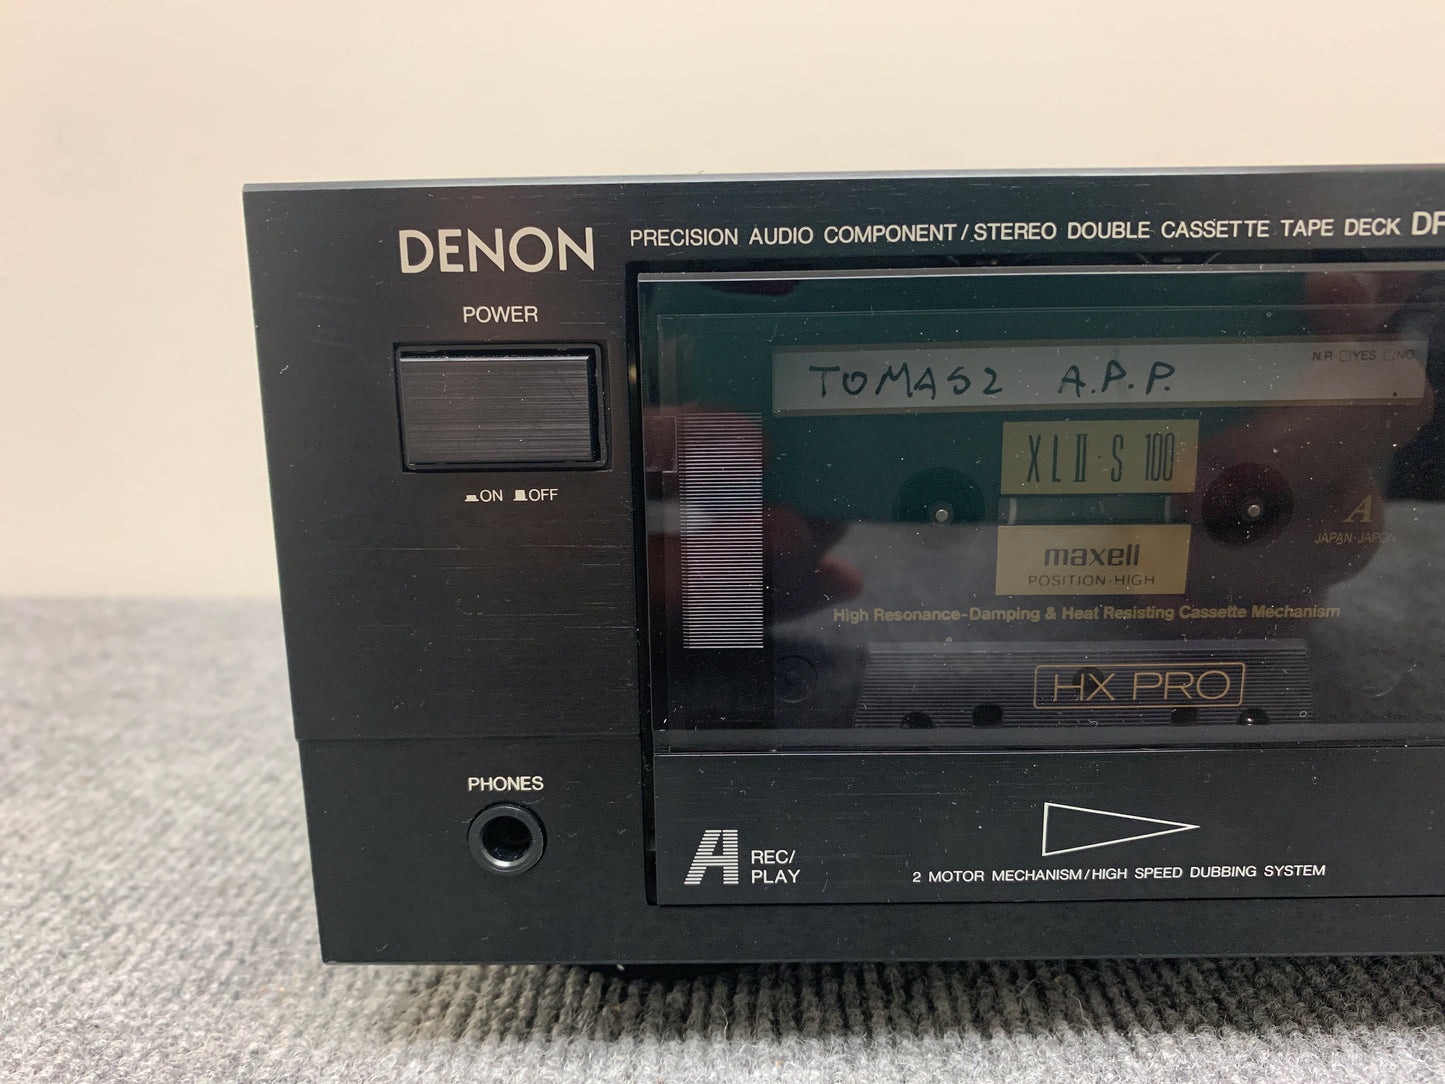 DENON PRECISION AUDIO COMPONENT/STEREO DOUBLE CASSETTE TAPE DECK
POWER
ON OFF
N.R. YES NO
TOMASZ A.P.P.
XLII·S 100
A
JAPAN·JAPON
maxell
POSITION·HIGH
High Resonance-Damping & Heat Resisting Cassette Mechanism
HX PRO
PHONES
A REC/
PLAY
2 MOTOR MECHANISM/HIGH SPEED DUBBING SYSTEM